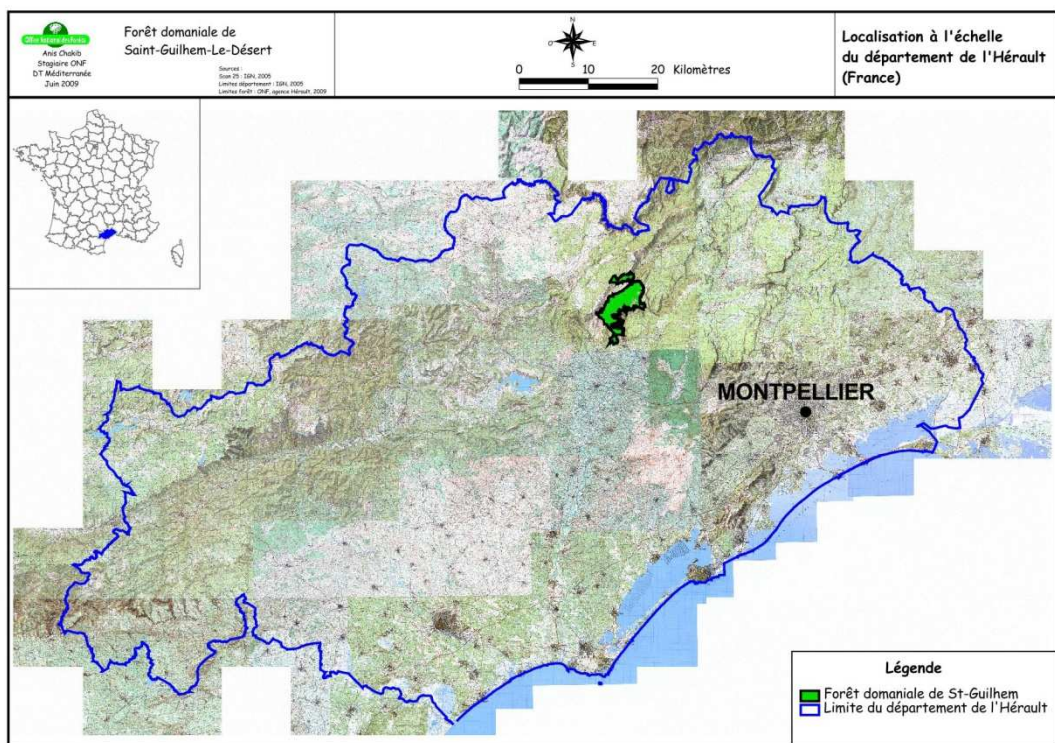 Anis Chakib
Stagiaire ONF
DT Méditerranée
Juin 2009
Forêt domaniale de
Saint-Guilhem-Le-Désert
Sources :
Scan 25 : IGN, 2005
Limites département : IGN, 2005
Limites forêt : ONF, agence Hérault, 2009
N
O
E
S
0 10 20 Kilomètres
Localisation à l'échelle
du département de l'Hérault
(France)
MONTPELLIER
Légende
Forêt domaniale de St-Guilhem
Limite du département de l'Hérault